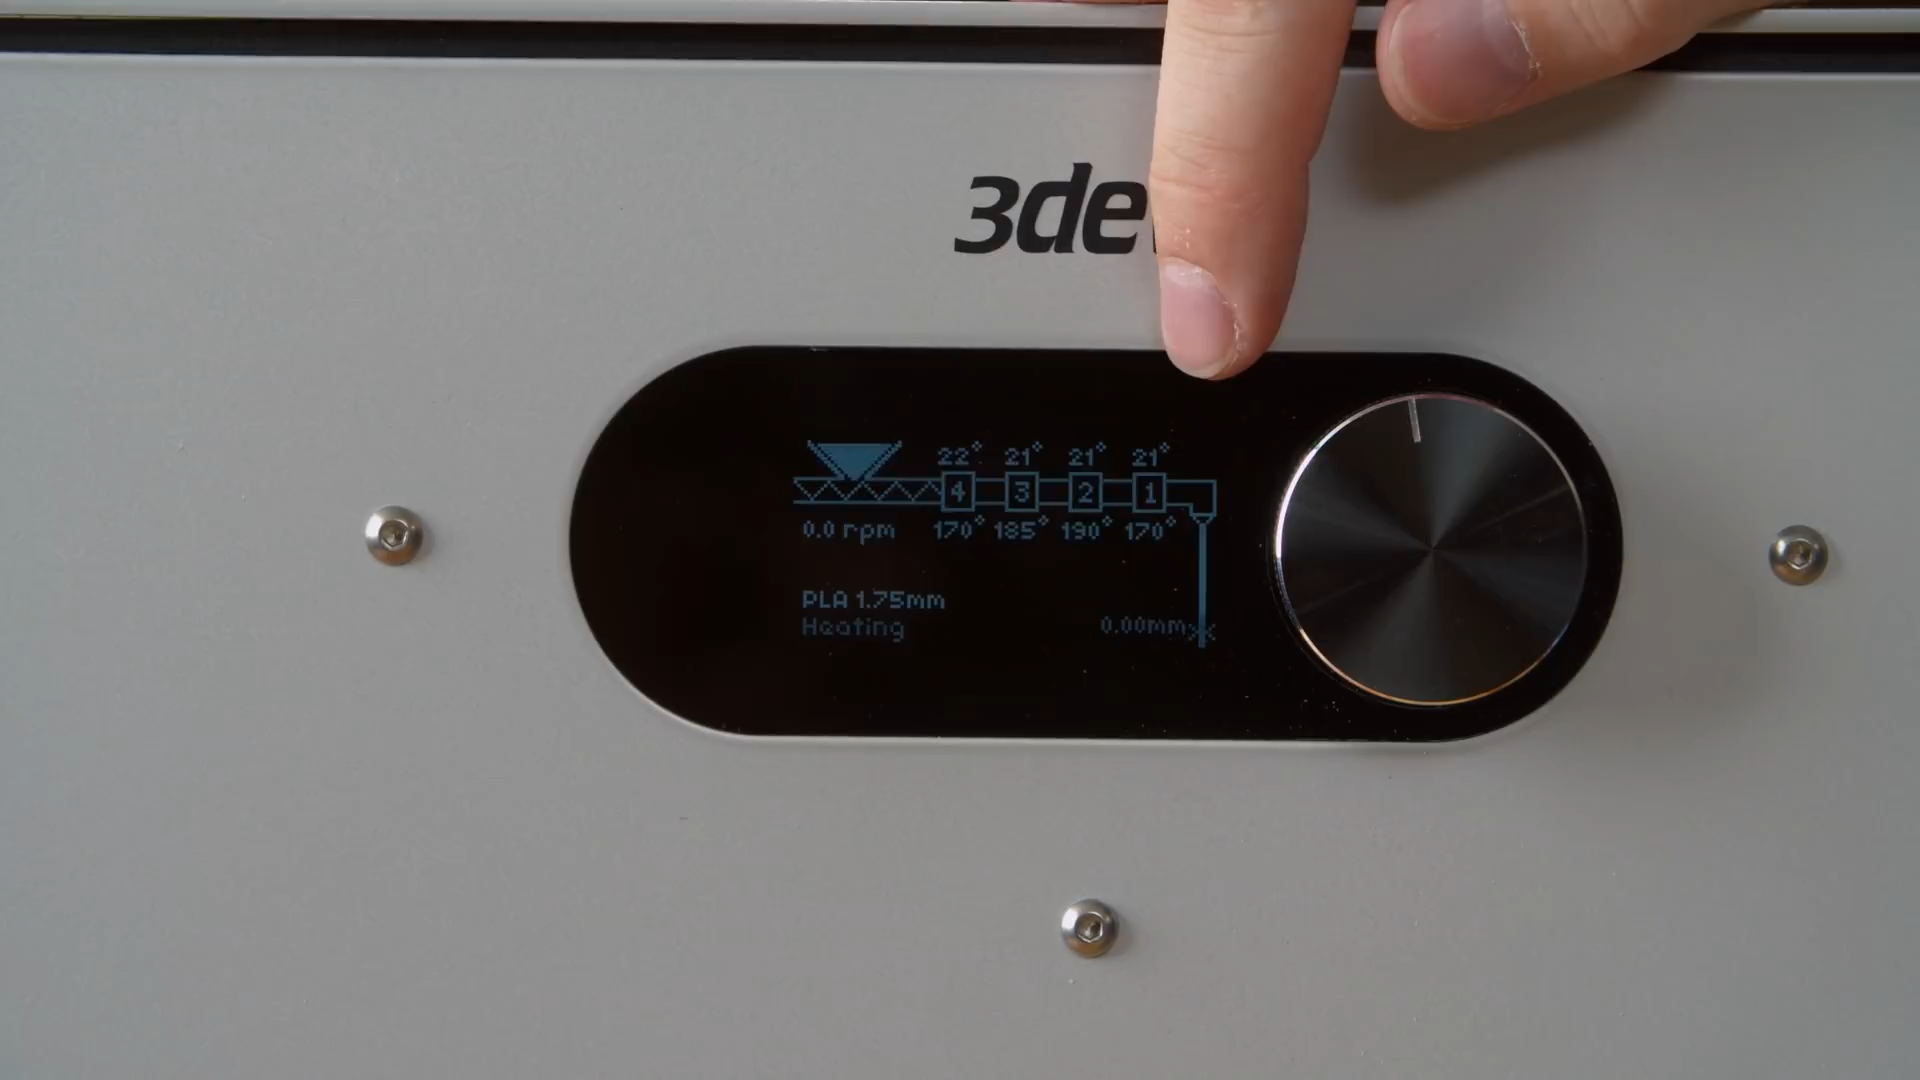 3de
22° 21° 21° 21°
4 3 2 1
0.0 rpm 170° 185° 190° 170°
PLA 1.75mm
Heating 0.00mm